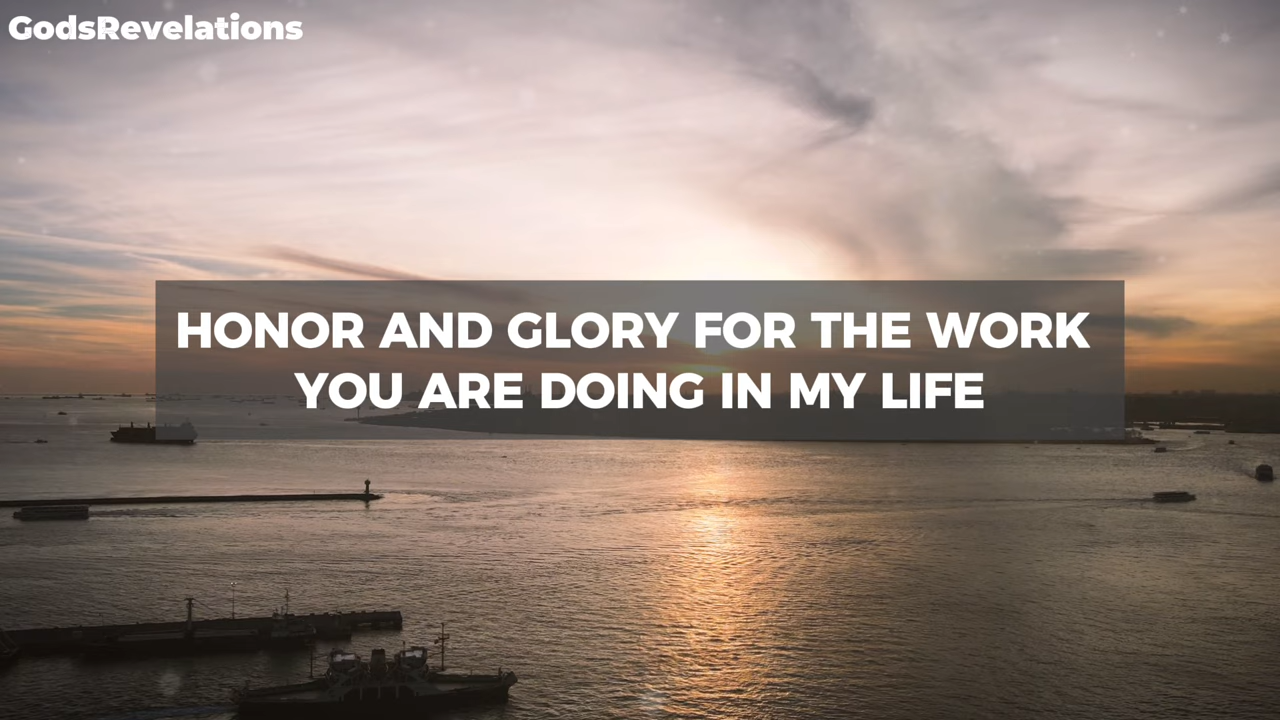 GodsRevelations
HONOR AND GLORY FOR THE WORK
YOU ARE DOING IN MY LIFE